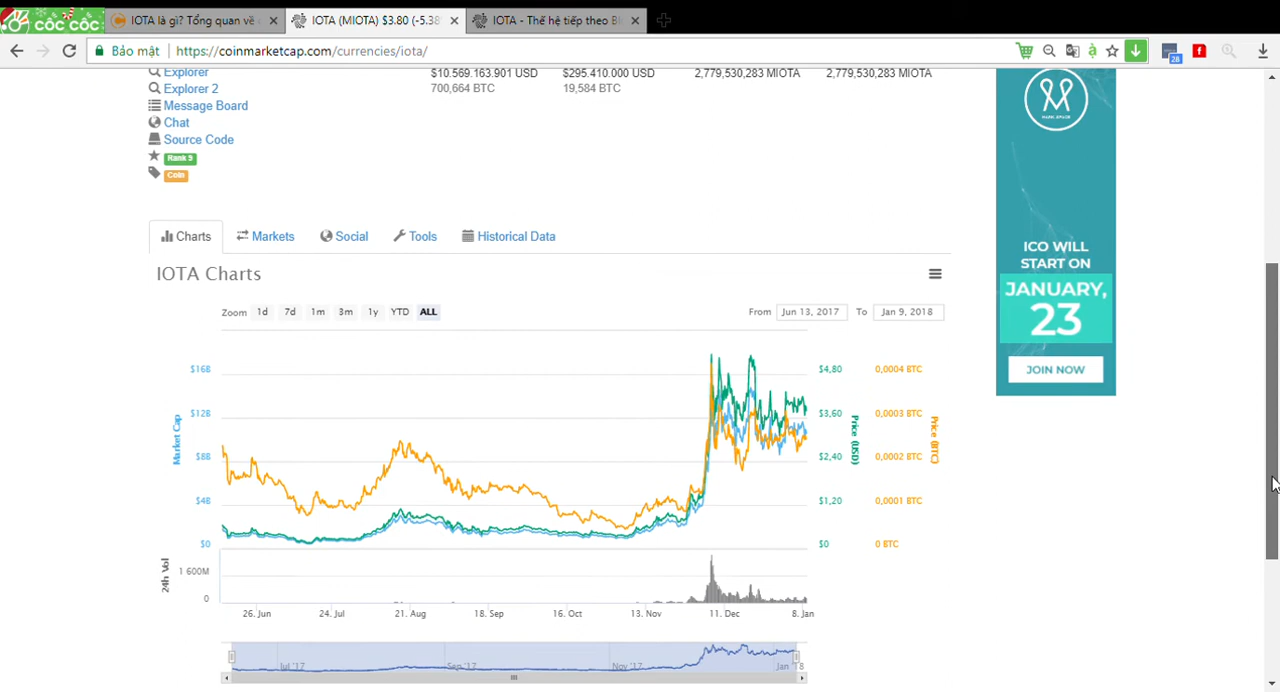 CỐC CỐC
IOTA là gì? Tổng quan về
IOTA (MIOTA) $3.80 (-5.38
IOTA - Thế hệ tiếp theo Bl
Bảo mật
https://coinmarketcap.com/currencies/iota/
28
Explorer
$10.569.163.901 USD
$295.410.000 USD
2,779,530,283 MIOTA
2,779,530,283 MIOTA
Explorer 2
700,664 BTC
19,584 BTC
Message Board
Chat
Source Code
Rank 5
Coin
ICO WILL
START ON
JANUARY,
23
JOIN NOW
Charts
Markets
Social
Tools
Historical Data
IOTA Charts
Zoom
1d
7d
1m
3m
1y
YTD
ALL
From
Jun 13, 2017
To
Jan 9, 2018
$16B
$12B
$8B
$4B
$0
Market Cap
$4,80
$3,60
$2,40
$1,20
$0
Price (USD)
0,0004 BTC
0,0003 BTC
0,0002 BTC
0,0001 BTC
0 BTC
Price (BTC)
24h Vol
1 600M
0
26. Jun
24. Jul
21. Aug
18. Sep
16. Oct
13. Nov
11. Dec
8. Jan
Jul '17
Sep '17
Nov '17